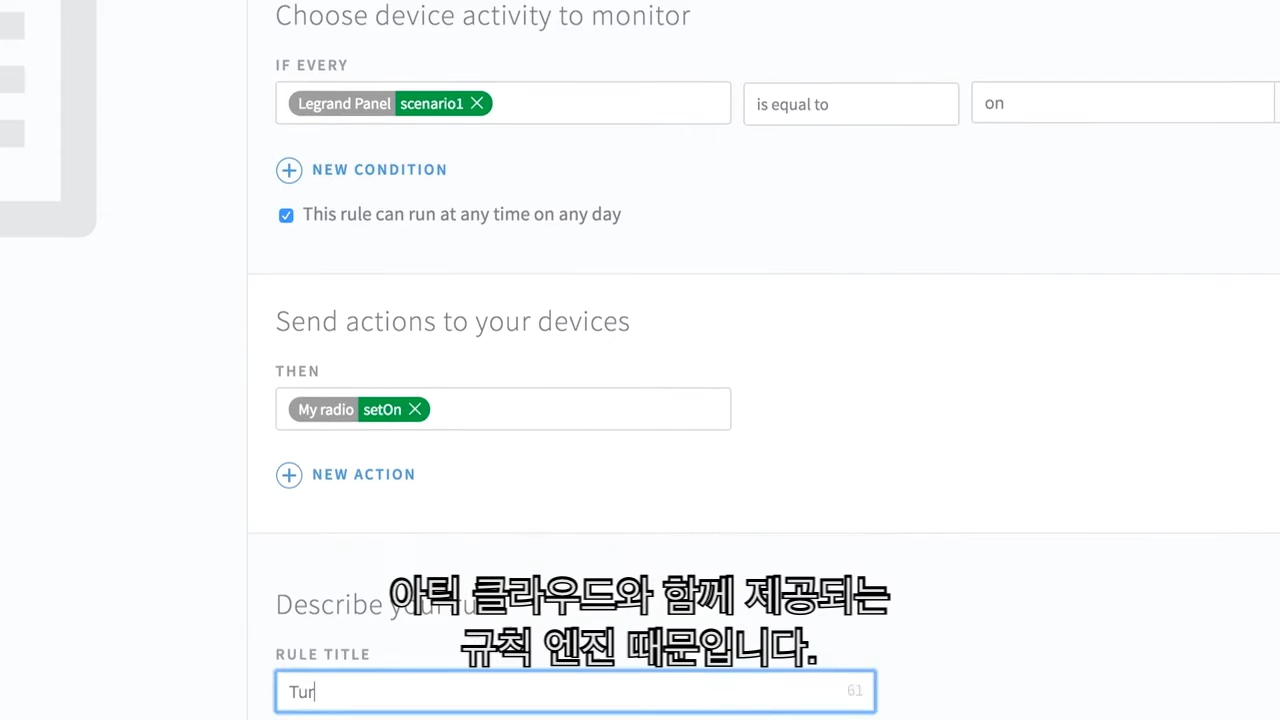 Choose device activity to monitor
IF EVERY
Legrand Panel scenario1 is equal to on
NEW CONDITION
This rule can run at any time on any day
Send actions to your devices
THEN
My radio setOn
NEW ACTION
Describe
아틱 클라우드와 함께 제공되는
규칙 엔진 때문입니다.
RULE TITLE
Tur 61